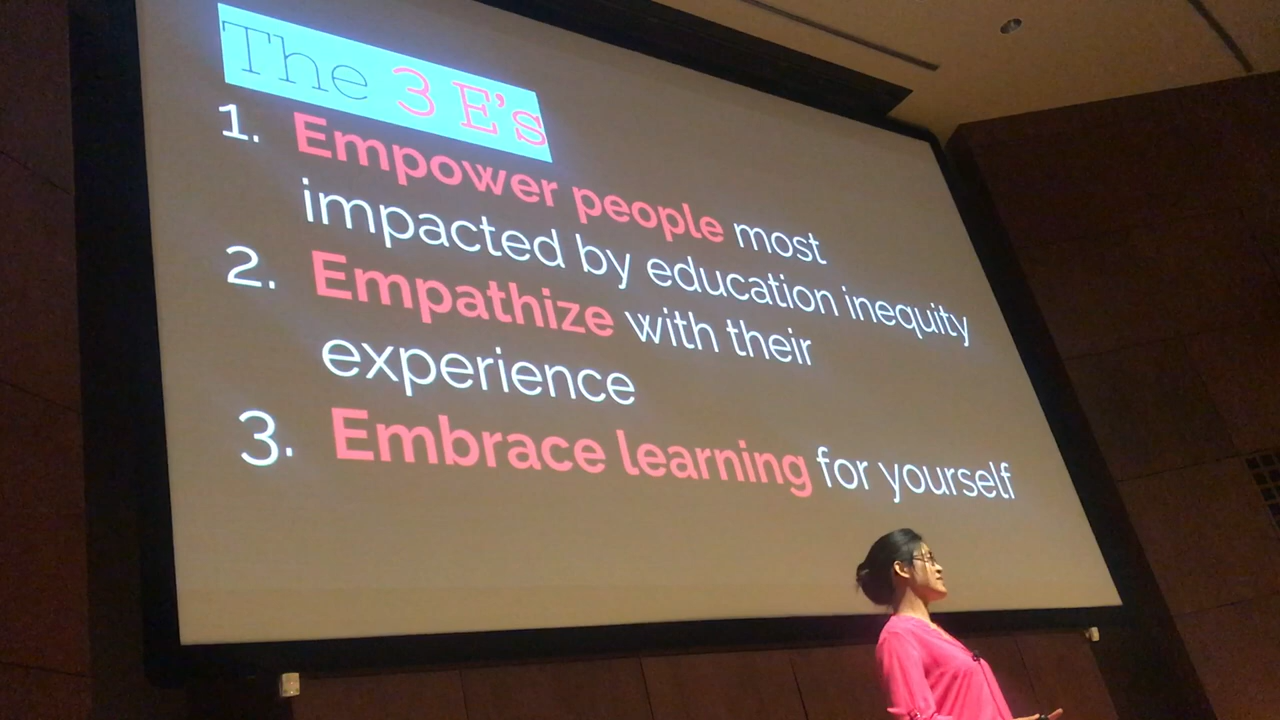 The 3 E's
1. Empower people most
impacted by education inequity
2. Empathize with their
experience
3. Embrace learning for yourself